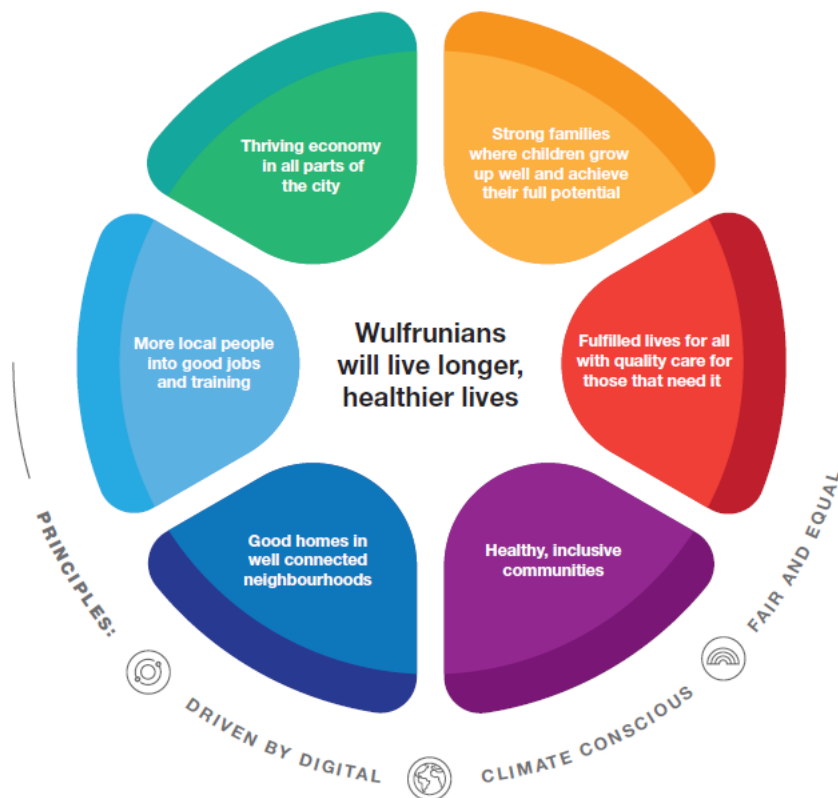 Thriving economy
in all parts of
the city
Strong families
where children grow
up well and achieve
their full potential
More local people
into good jobs
and training
Wulfrunians
will live longer,
healthier lives
Fulfilled lives for all
with quality care for
those that need it
Good homes in
well connected
neighbourhoods
Healthy, inclusive
communities
PRINCIPLES:
DRIVEN BY DIGITAL
CLIMATE CONSCIOUS
FAIR AND EQUAL